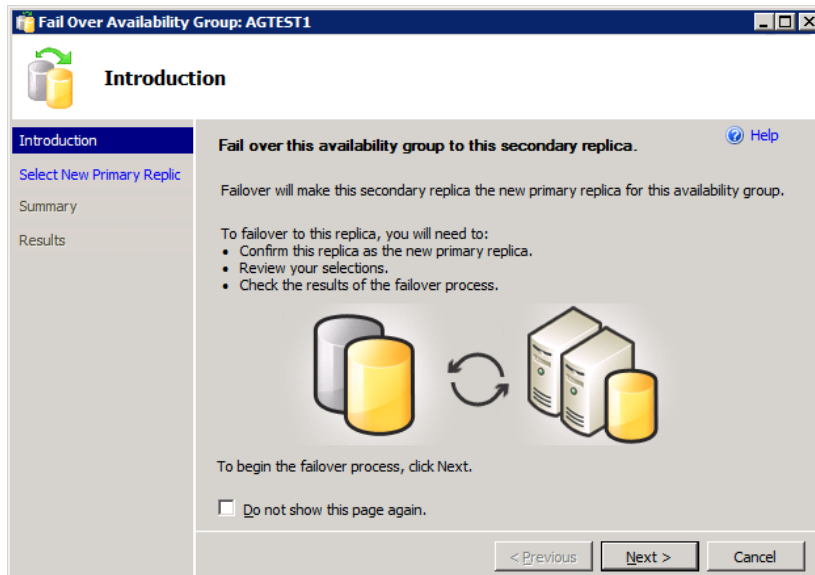 Fail Over Availability Group: AGTEST1
Introduction
Introduction
Select New Primary Replic
Summary
Results
Help
Fail over this availability group to this secondary replica.
Failover will make this secondary replica the new primary replica for this availability group.
To failover to this replica, you will need to:
• Confirm this replica as the new primary replica.
• Review your selections.
• Check the results of the failover process.
To begin the failover process, click Next.
Do not show this page again.
< Previous
Next >
Cancel